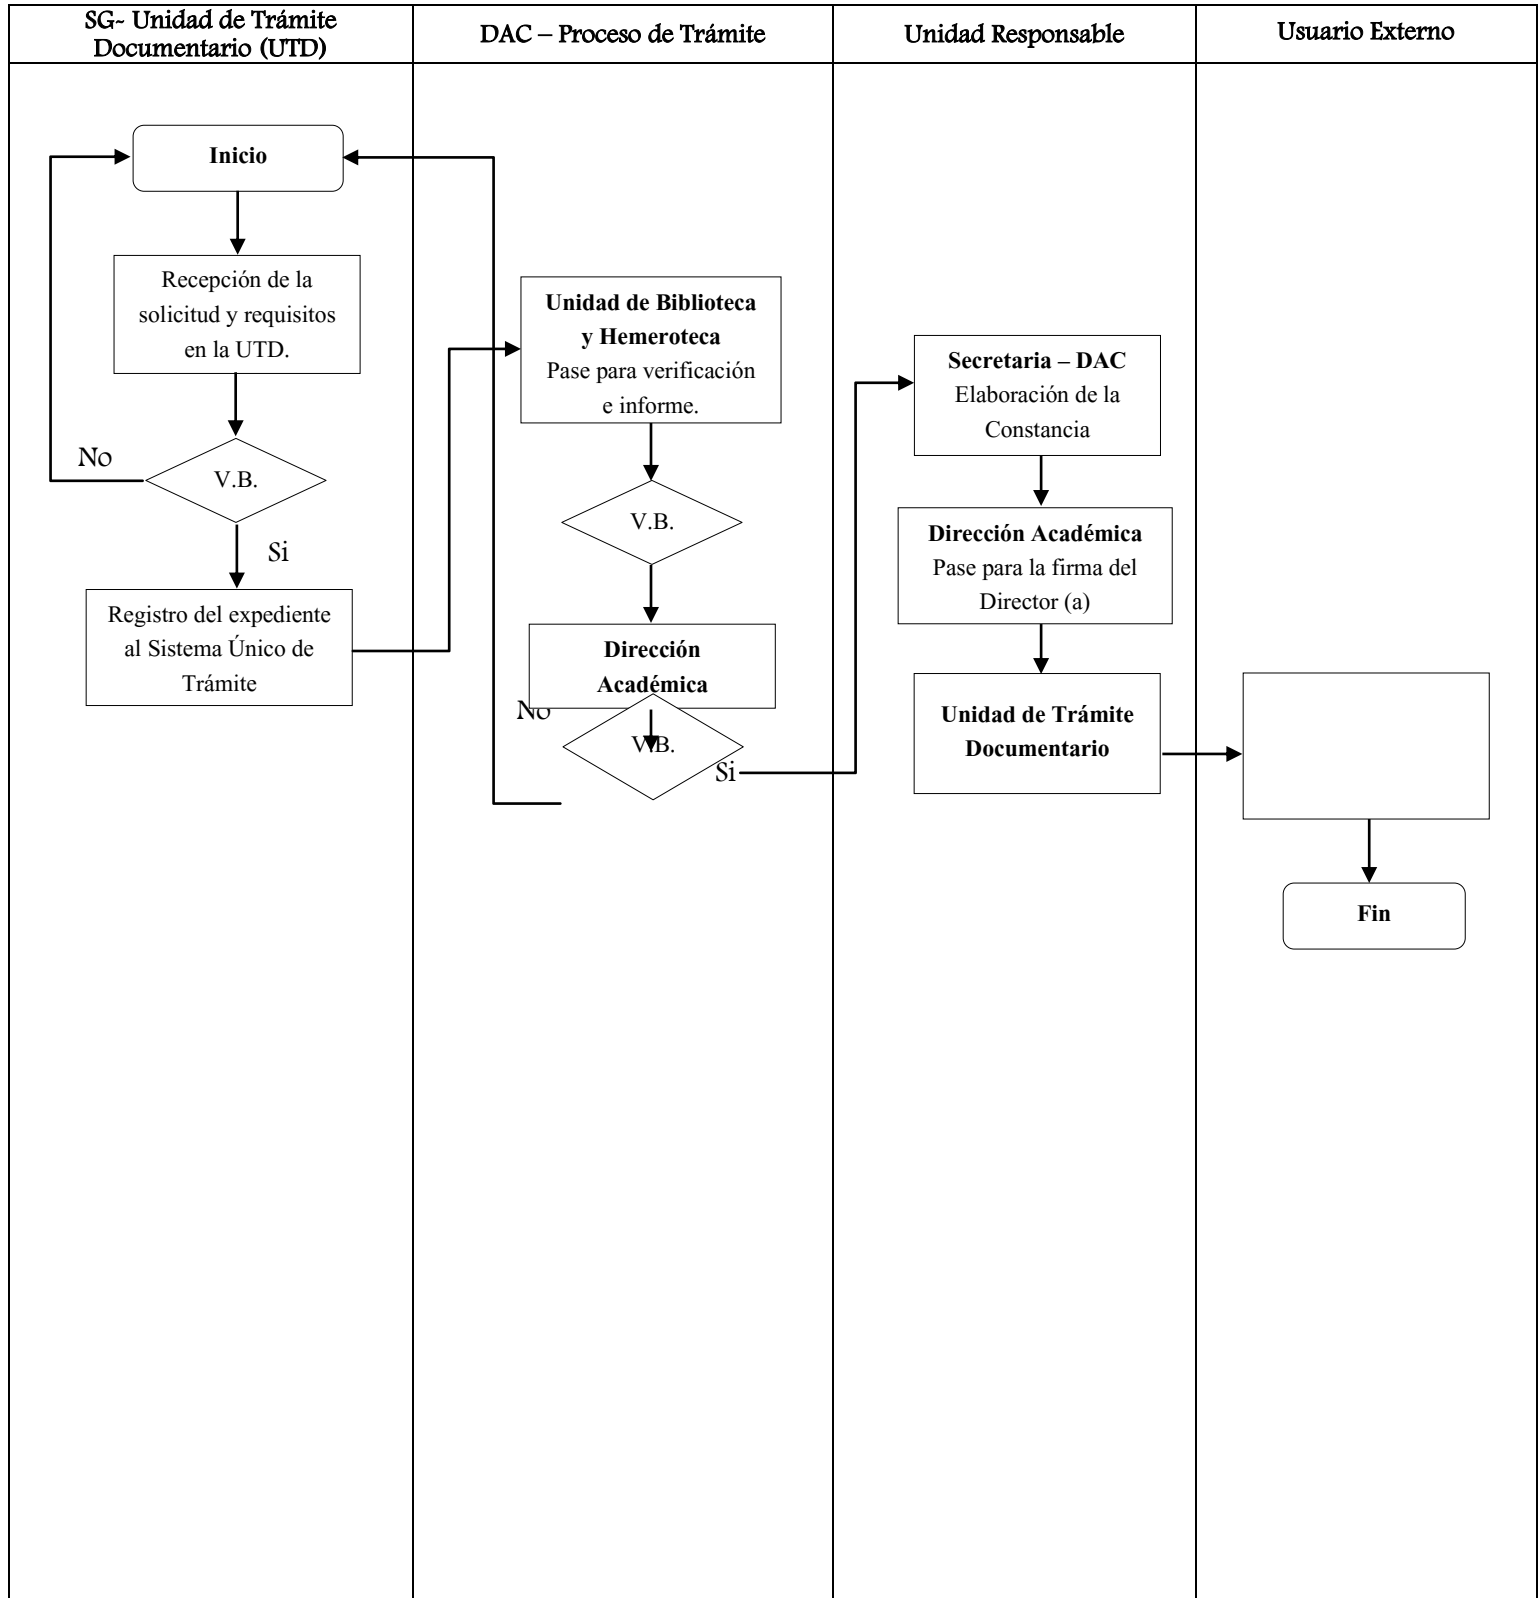 SG- Unidad de Trámite
Documentario (UTD)
DAC – Proceso de Trámite
Unidad Responsable
Usuario Externo
Inicio
Recepción de la
solicitud y requisitos
en la UTD.
No
V.B.
Si
Registro del expediente
al Sistema Único de
Trámite
Unidad de Biblioteca
y Hemeroteca
Pase para verificación
e informe.
V.B.
Dirección
Académica
No
V.B.
Si
Secretaria – DAC
Elaboración de la
Constancia
Dirección Académica
Pase para la firma del
Director (a)
Unidad de Trámite
Documentario
Fin